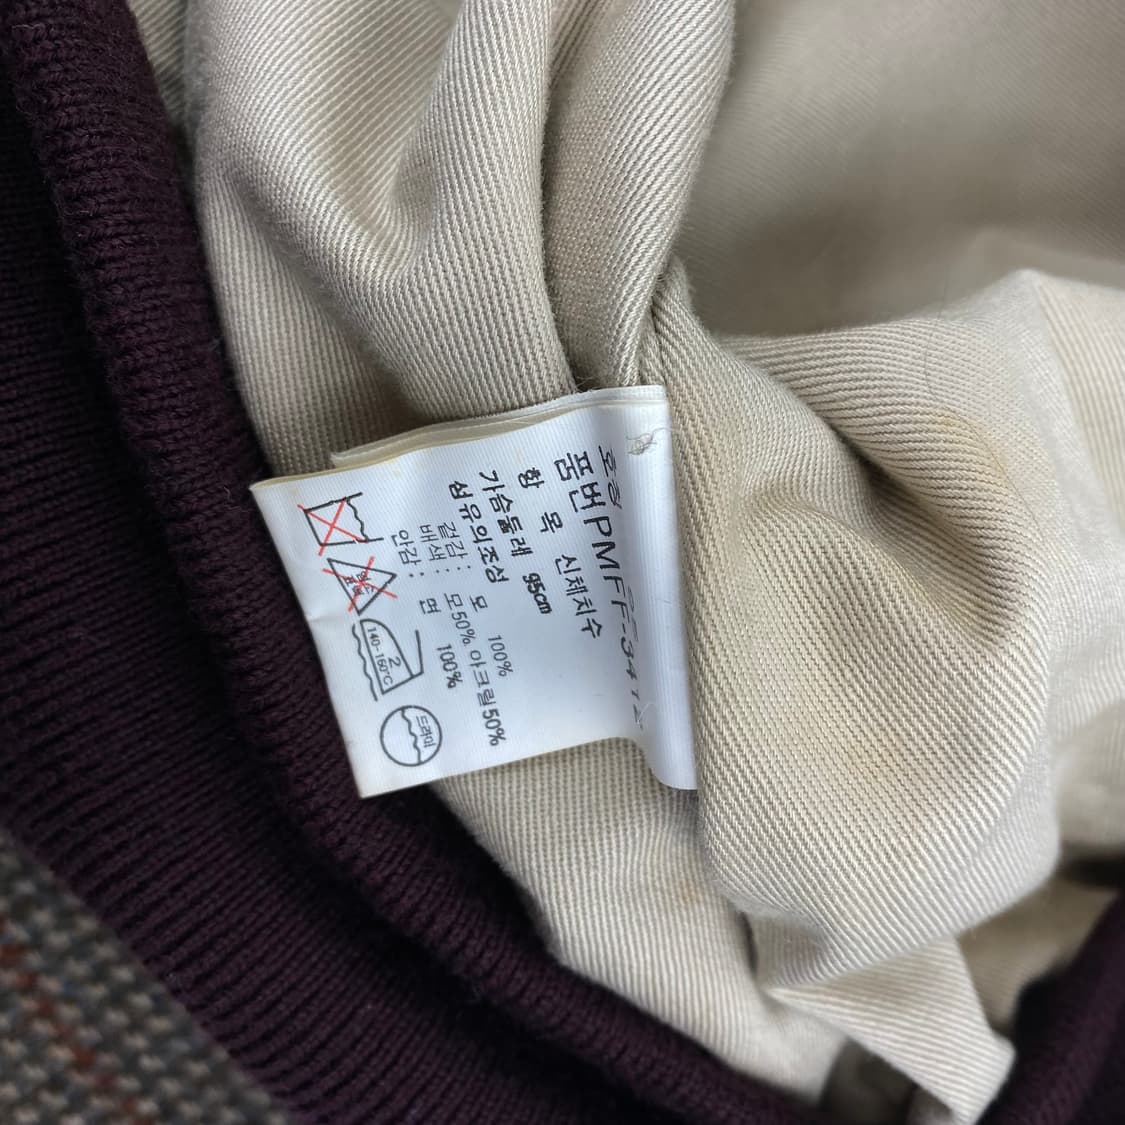 호칭
품번PMFF-341
항 목 신체치수
가슴둘레 95cm
섬유의조성
겉감: 모 100%
배색: 모50% 아크릴50%
안감: 면 100%
2
140-160°C
드라이